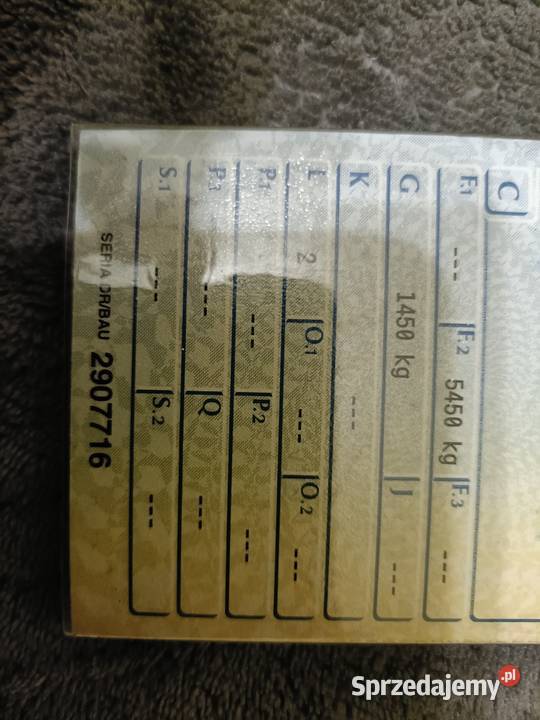 C
F.1 --- F.2 5450 kg F.3 ---
G 1450 kg J ---
K ---
L 2 O.1 --- O.2 ---
P.1 --- P.2 ---
P.3 --- Q ---
S.1 --- S.2 ---
SERIA DR/BAU 2907716
Sprzedajemy.pl